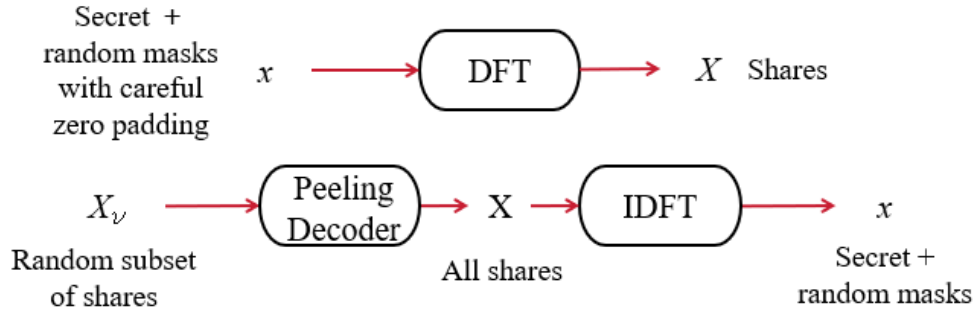 Secret +
random masks
with careful
zero padding
x
DFT
X
Shares
X_ν
Random subset
of shares
Peeling
Decoder
X
All shares
IDFT
x
Secret +
random masks